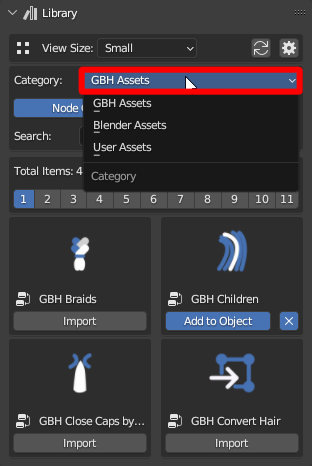 Library
View Size: Small
Category: GBH Assets
GBH Assets
Blender Assets
User Assets
Category
Node
Search:
Total Items: 4
1 2 3 4 5 6 7 8 9 10 11
GBH Braids
GBH Children
Import
Add to Object
GBH Close Caps by...
GBH Convert Hair
Import
Import